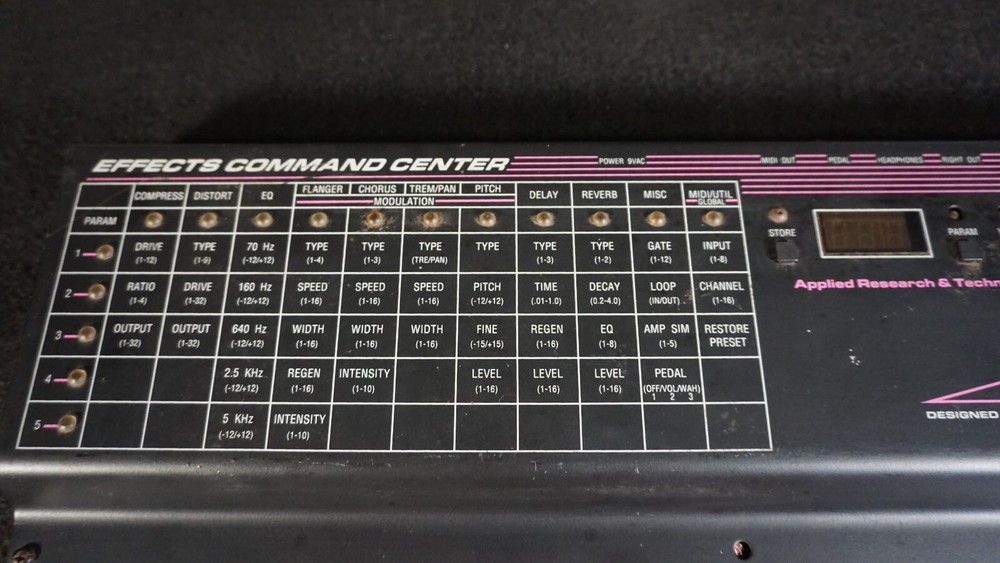 EFFECTS COMMAND CENTER
POWER 9VAC MIDI OUT PEDAL HEADPHONES RIGHT OUT
COMPRESS DISTORT EQ FLANGER CHORUS TREM/PAN PITCH DELAY REVERB MISC MIDI/UTIL
MODULATION GLOBAL
PARAM STORE PARAM
1 DRIVE TYPE 70 Hz TYPE TYPE TYPE TYPE TYPE TYPE GATE INPUT
(1-12) (1-9) (-12/+12) (1-4) (1-3) (TRE/PAN) (1-3) (1-2) (1-12) (1-8)
Applied Research & Techn
2 RATIO DRIVE 160 Hz SPEED SPEED SPEED PITCH TIME DECAY LOOP CHANNEL
(1-4) (1-32) (-12/+12) (1-16) (1-16) (1-16) (-12/+12) (.01-1.0) (0.2-4.0) (IN/OUT) (1-16)
3 OUTPUT OUTPUT 640 Hz WIDTH WIDTH WIDTH FINE REGEN EQ AMP SIM RESTORE
(1-32) (1-32) (-12/+12) (1-16) (1-16) (1-16) (-15/+15) (1-16) (1-8) (1-5) PRESET
4 2.5 KHz REGEN INTENSITY LEVEL LEVEL LEVEL PEDAL
(-12/+12) (1-16) (1-10) (1-16) (1-16) (1-16) (OFF/VOL/WAH)
1 2 3
DESIGNED
5 5 KHz INTENSITY
(-12/+12) (1-10)